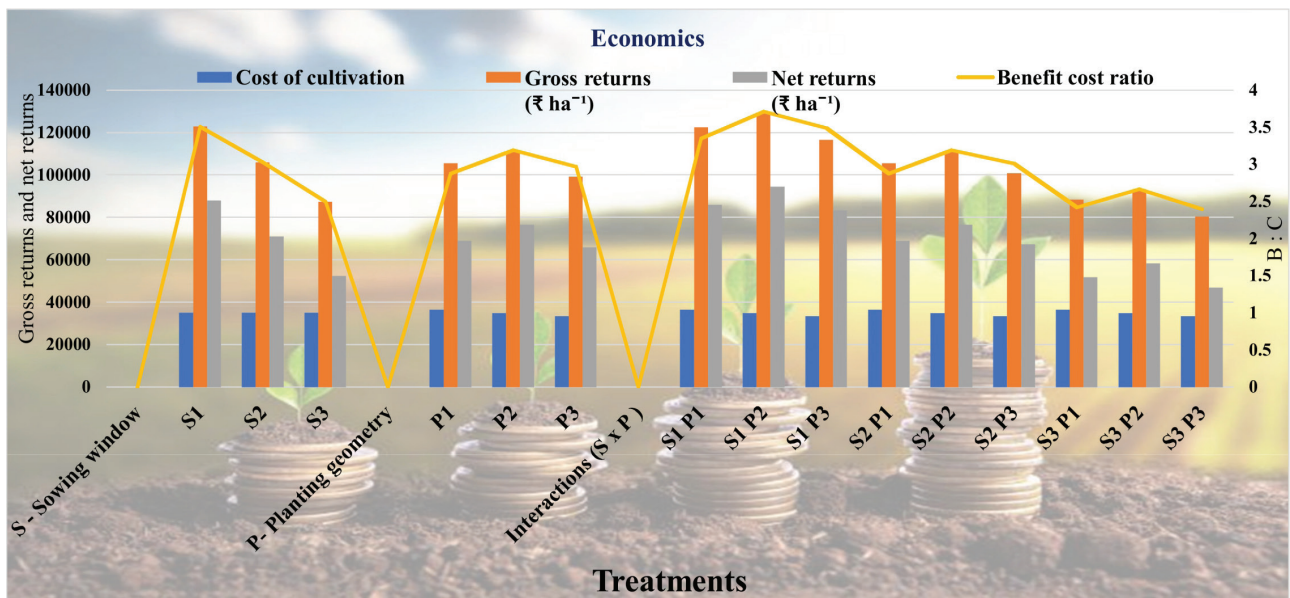 Economics
Cost of cultivation
Gross returns
(₹ ha⁻¹)
Net returns
(₹ ha⁻¹)
Benefit cost ratio
Gross returns and net returns
140000
120000
100000
80000
60000
40000
20000
0
4
3.5
3
2.5
2
1.5
1
0.5
0
B : C
S - Sowing window
S1
S2
S3
P- Planting geometry
P1
P2
P3
Interactions (S x P )
S1 P1
S1 P2
S1 P3
S2 P1
S2 P2
S2 P3
S3 P1
S3 P2
S3 P3
Treatments